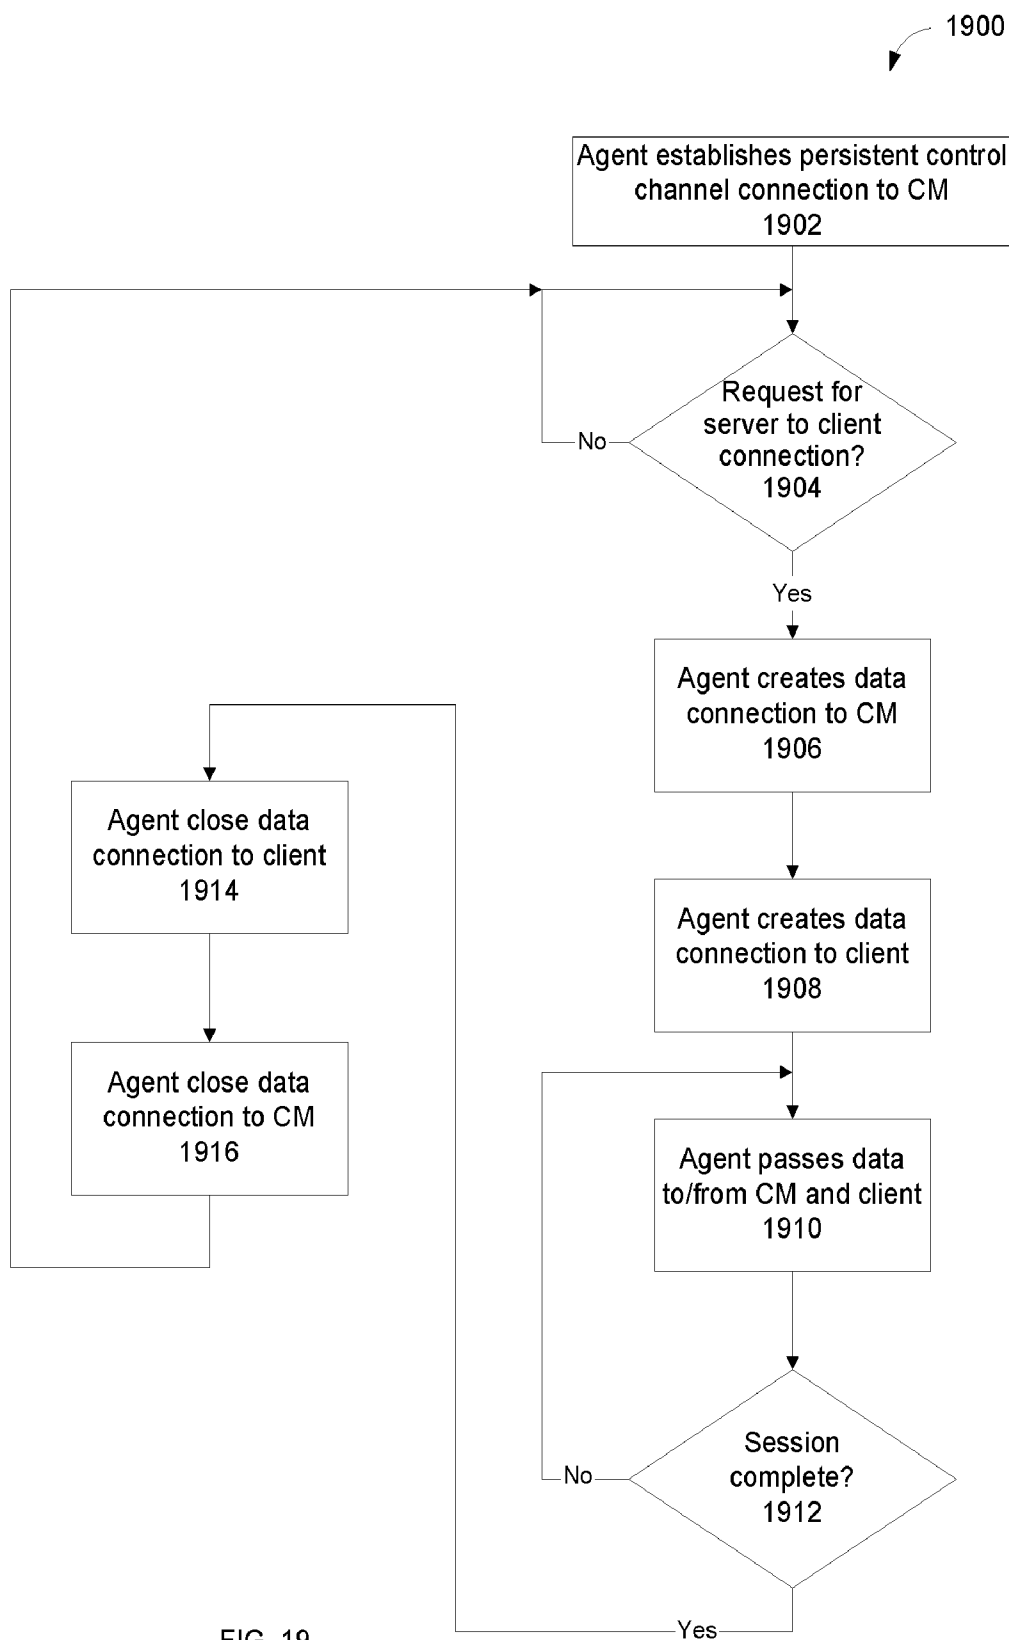 1900
Agent establishes persistent control
channel connection to CM
1902
Request for
server to client
connection?
1904
No
Yes
Agent creates data
connection to CM
1906
Agent creates data
connection to client
1908
Agent passes data
to/from CM and client
1910
Session
complete?
1912
No
Yes
Agent close data
connection to client
1914
Agent close data
connection to CM
1916
FIG. 19